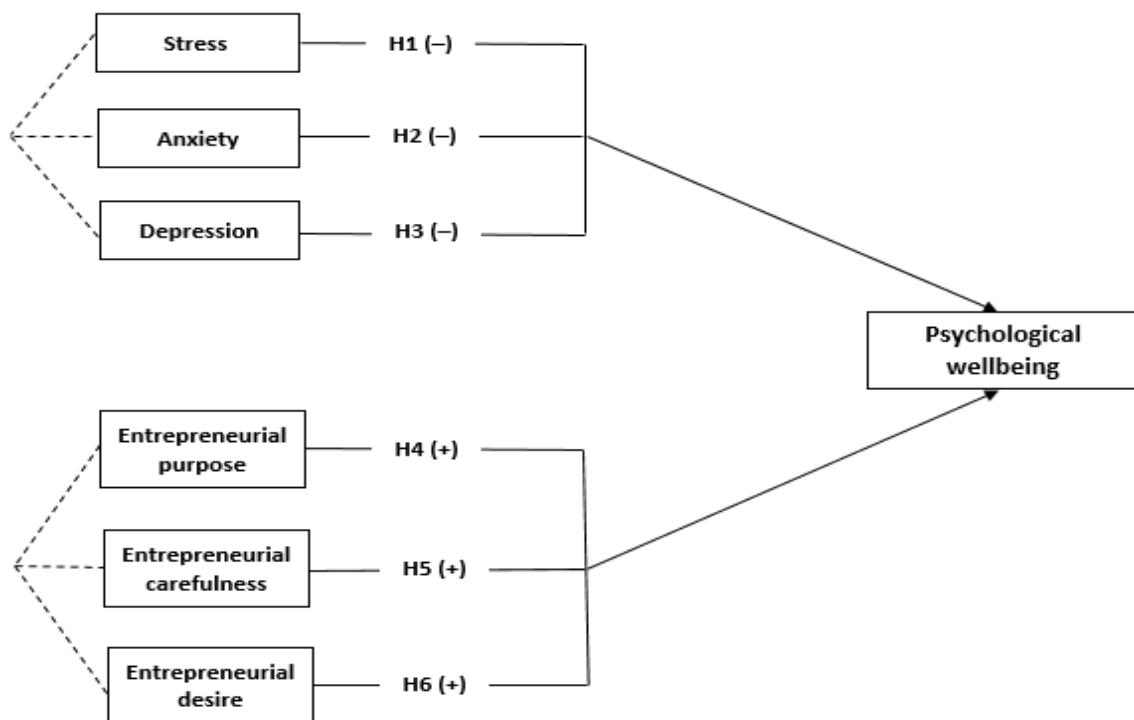 Stress
H1 (–)
Anxiety
H2 (–)
Depression
H3 (–)
Psychological
wellbeing
Entrepreneurial
purpose
H4 (+)
Entrepreneurial
carefulness
H5 (+)
Entrepreneurial
desire
H6 (+)